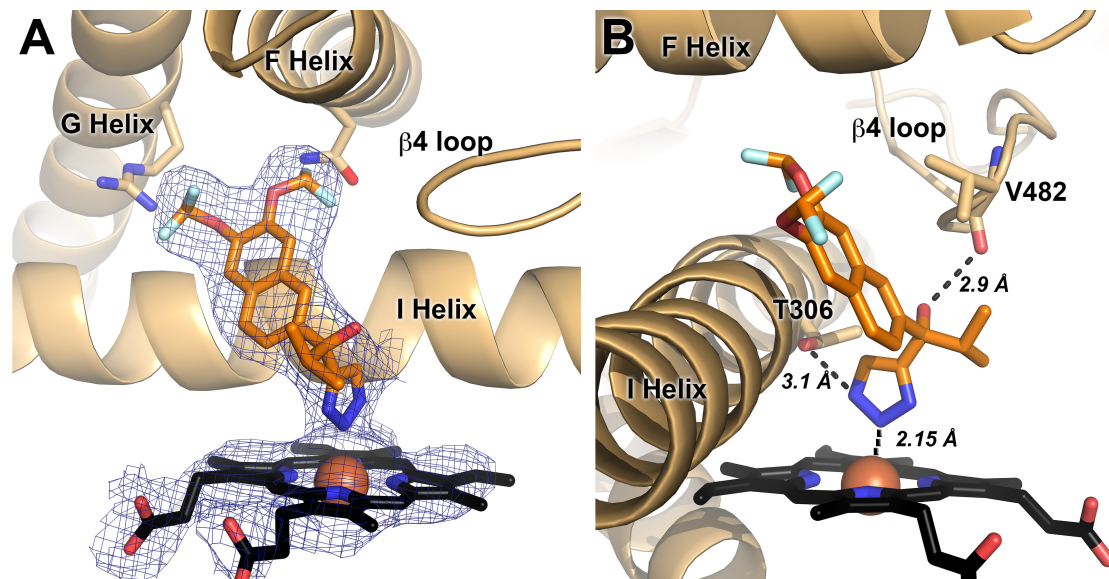 A
F Helix
G Helix
β4 loop
I Helix
B
F Helix
β4 loop
V482
2.9 Å
T306
3.1 Å
I Helix
2.15 Å